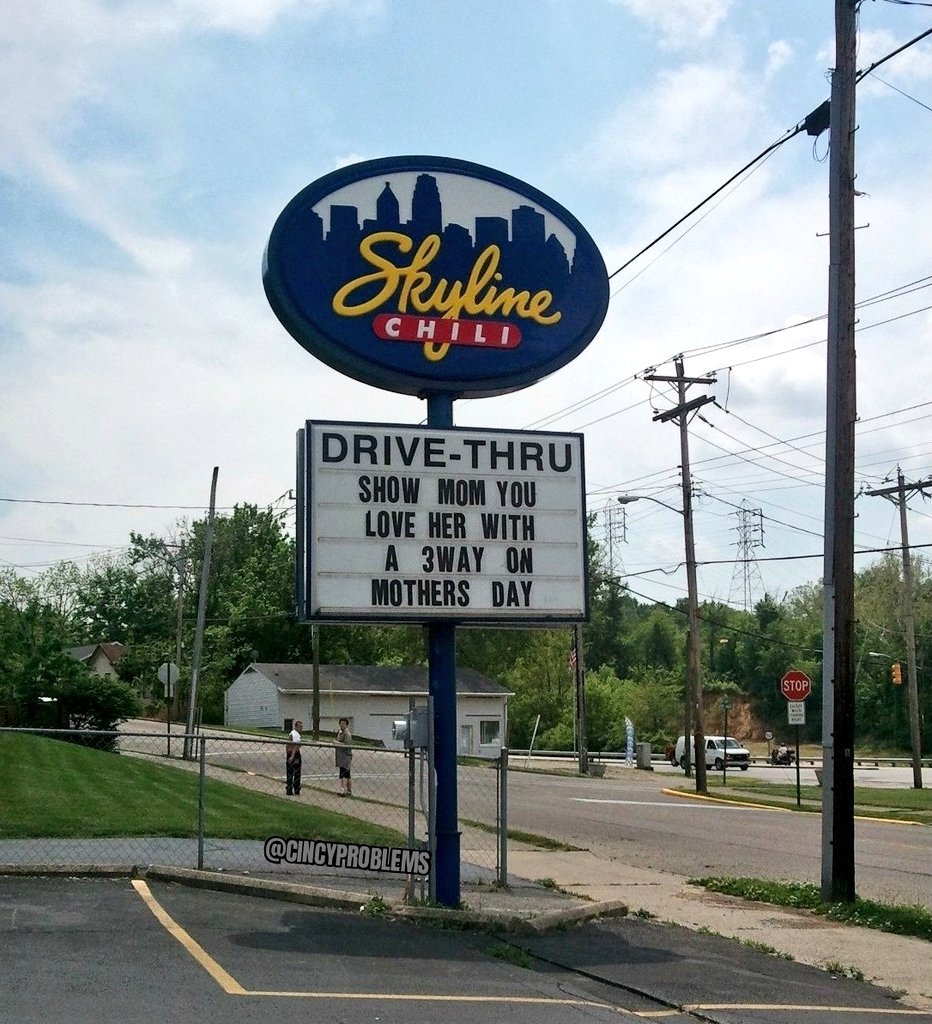 Skyline
CHILI
DRIVE-THRU
SHOW MOM YOU
LOVE HER WITH
A 3WAY ON
MOTHERS DAY
STOP
@CINCYPROBLEMS